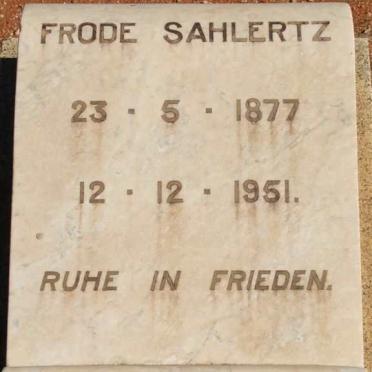 FRODE SAHLERTZ
23 · 5 · 1877
12 · 12 · 1951.
RUHE IN FRIEDEN.